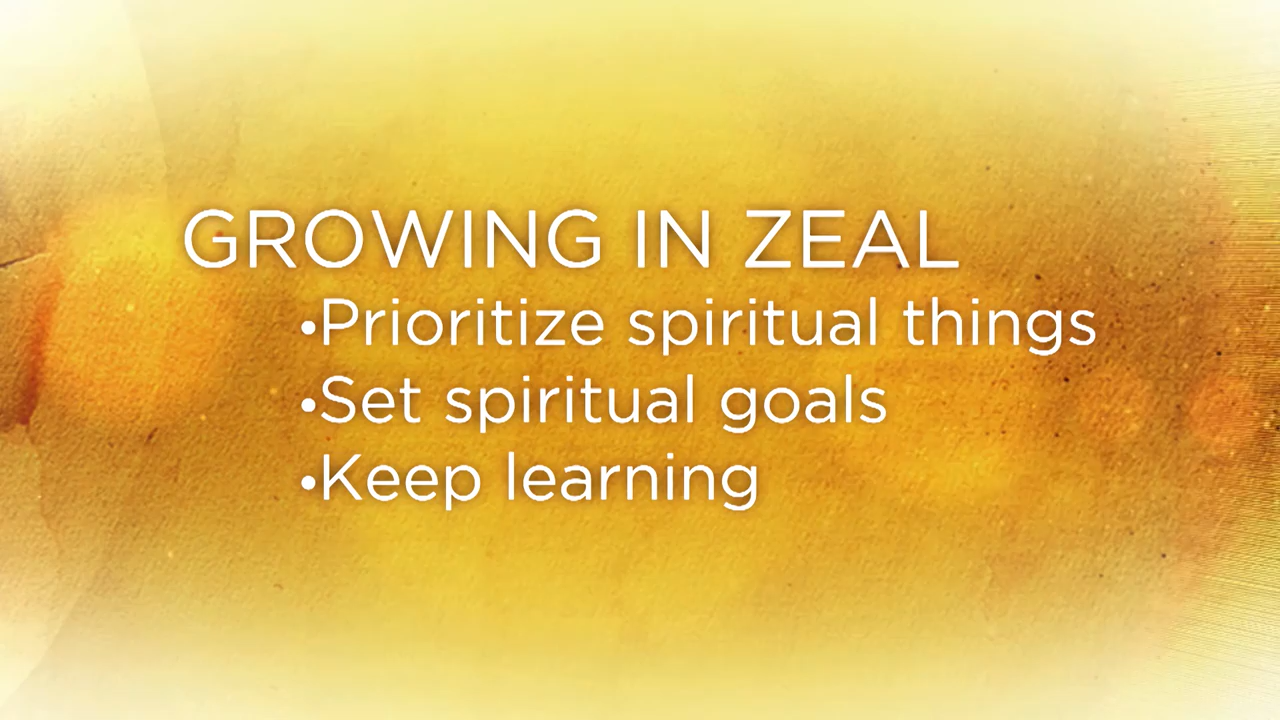 GROWING IN ZEAL
•Prioritize spiritual things
•Set spiritual goals
•Keep learning